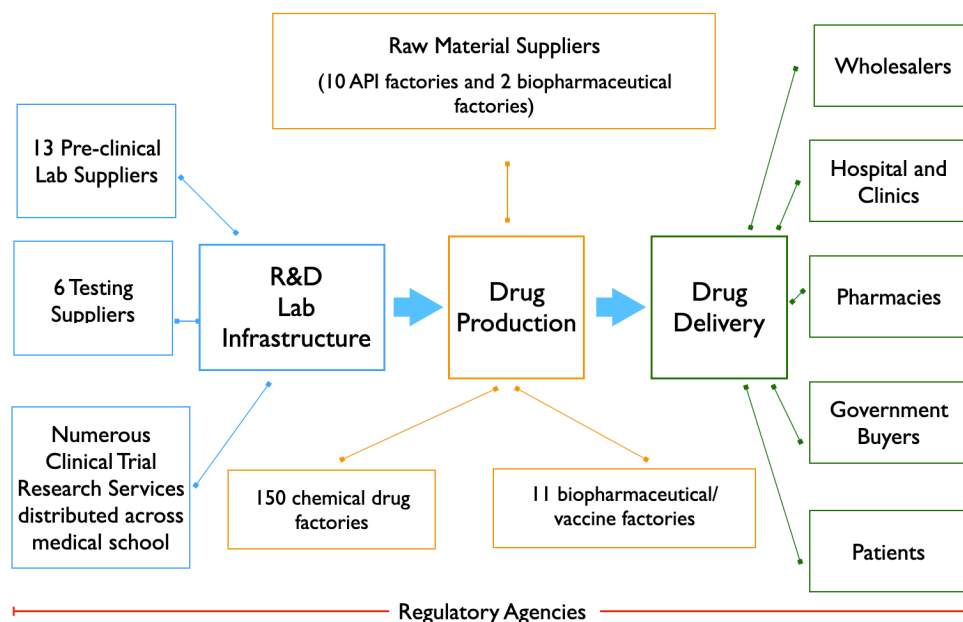 Raw Material Suppliers
(10 API factories and 2 biopharmaceutical
factories)
Wholesalers
13 Pre-clinical
Lab Suppliers
Hospital and
Clinics
6 Testing
Suppliers
R&D
Lab
Infrastructure
Drug
Production
Drug
Delivery
Pharmacies
Numerous
Clinical Trial
Research Services
distributed across
medical school
150 chemical drug
factories
11 biopharmaceutical/
vaccine factories
Government
Buyers
Patients
Regulatory Agencies